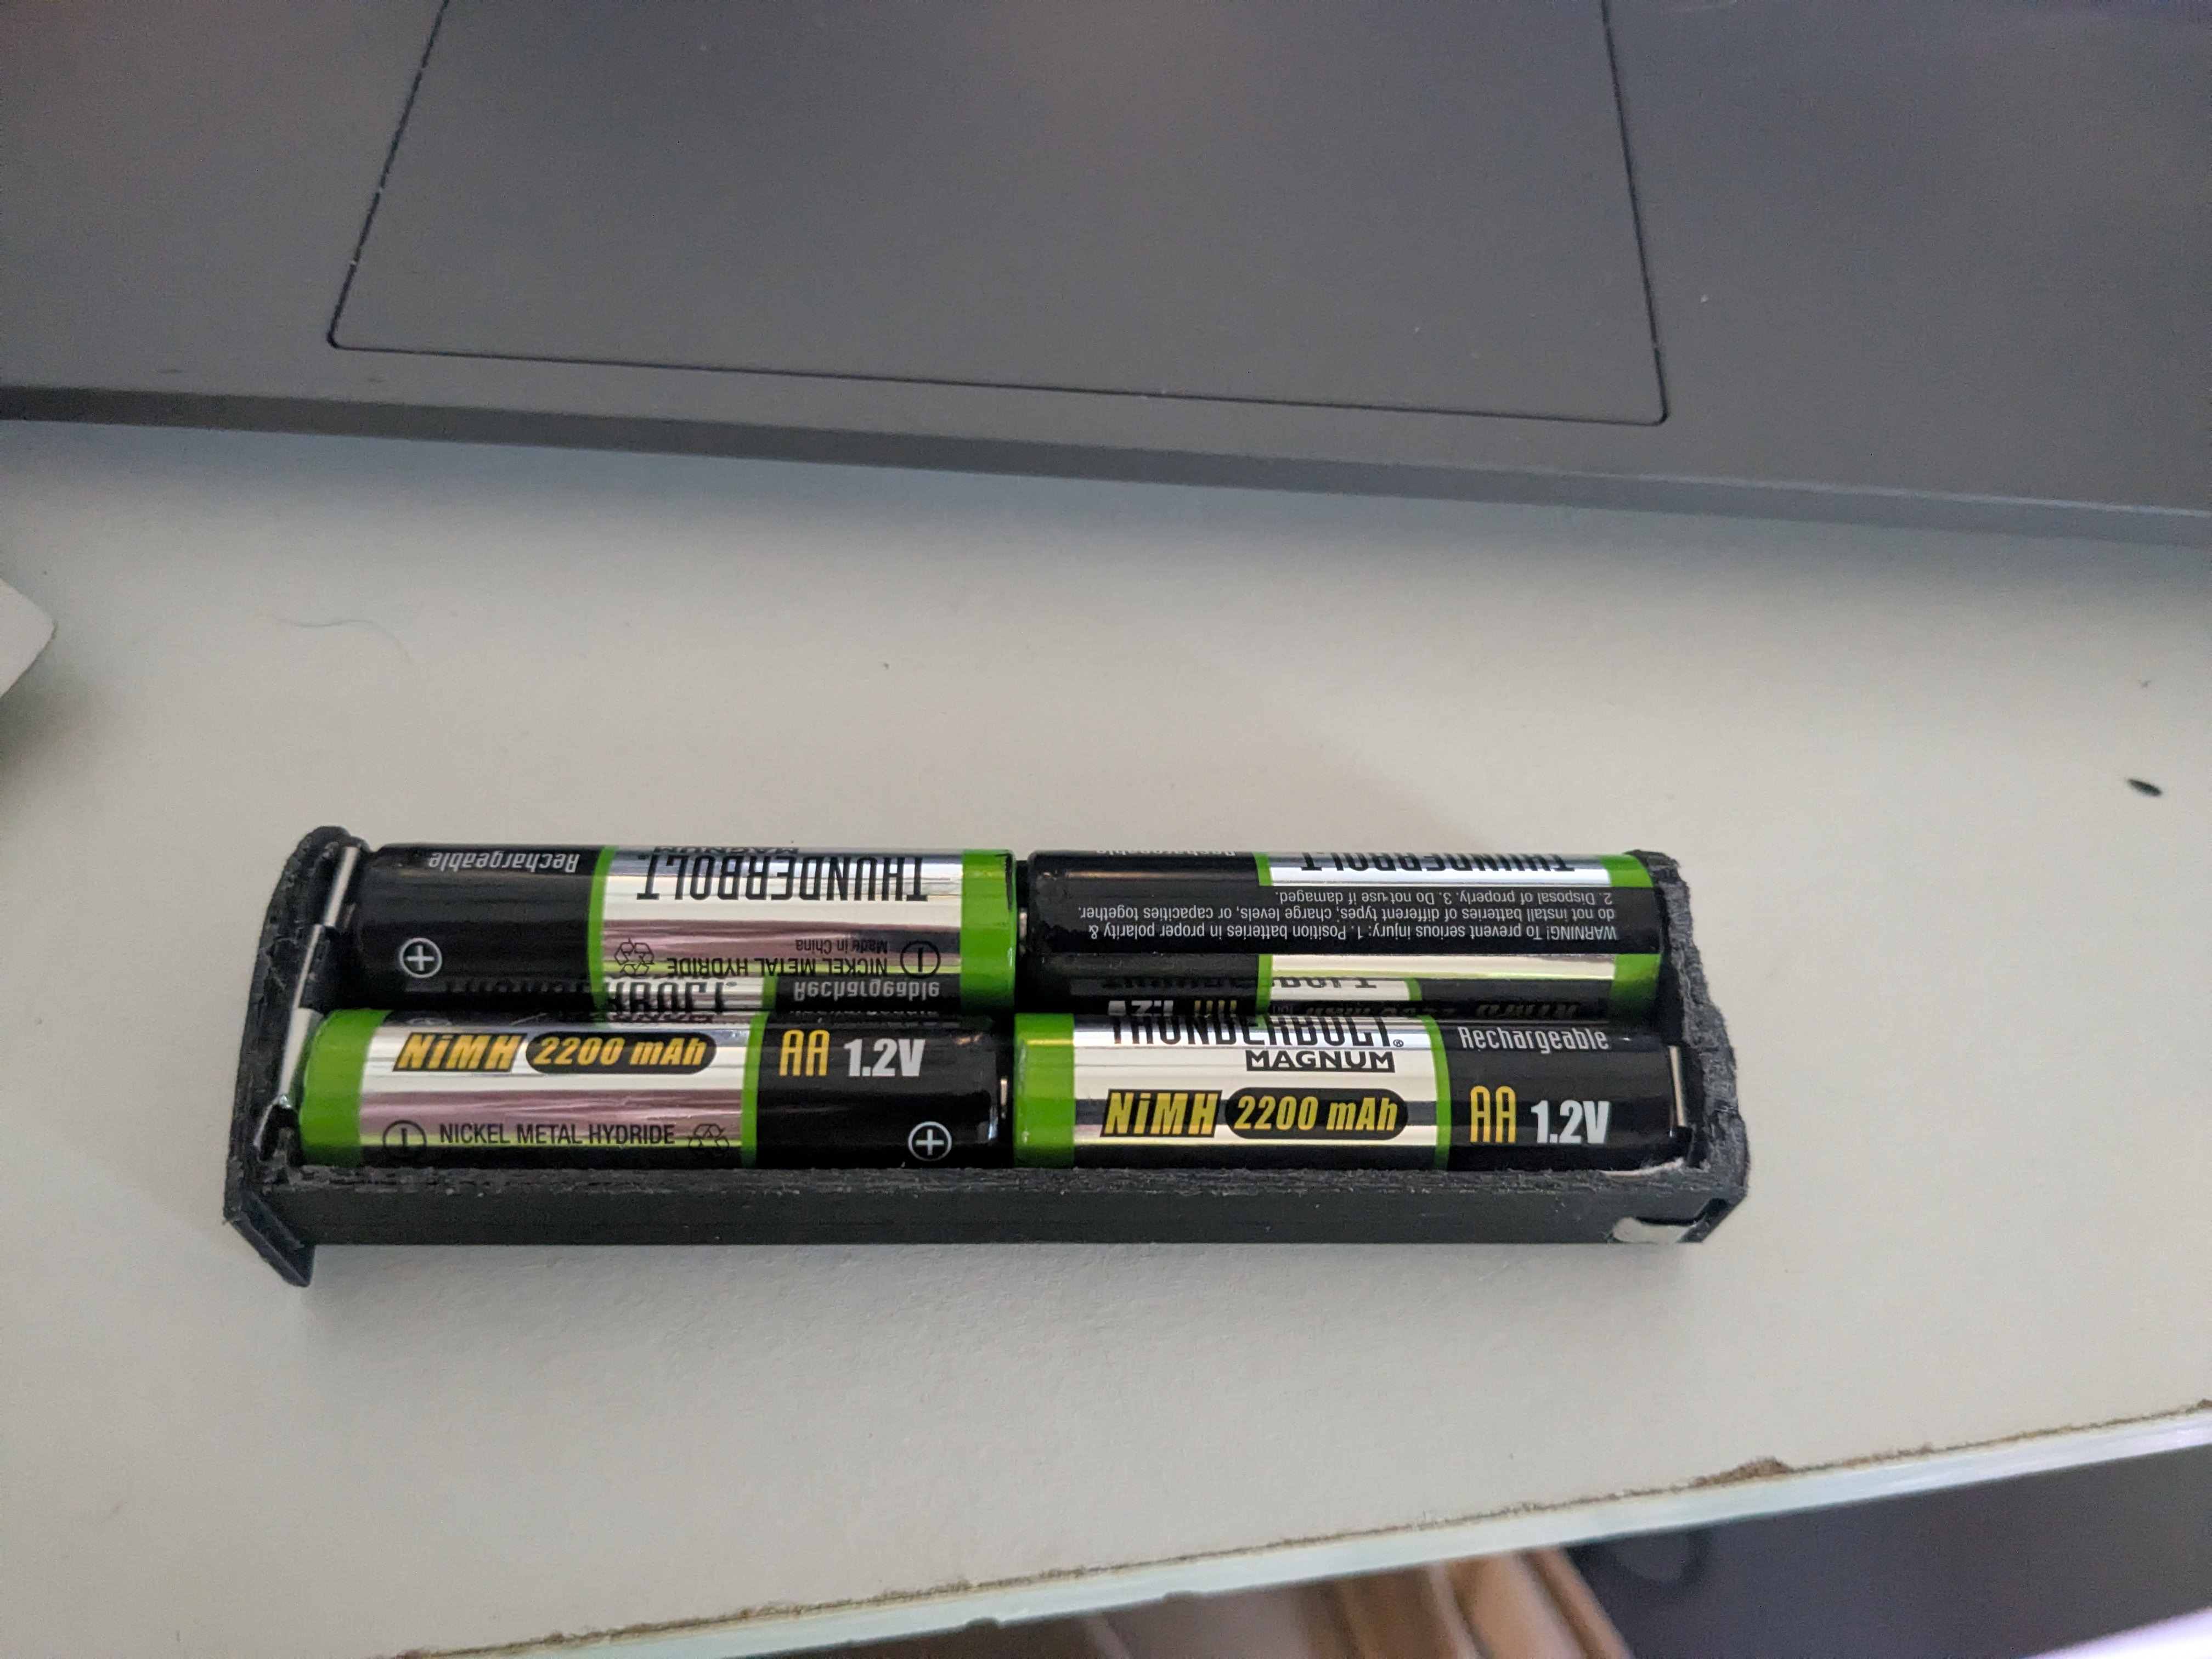 Rechargeable
THUNDERBOLT
MAGNUM
Made in China
NICKEL METAL HYDRIDE
THUNDERBOLT
WARNING! To prevent serious injury: 1. Position batteries in proper polarity &
do not install batteries of different types, charge levels, or capacities together.
2. Disposal of properly. 3. Do not use if damaged.
NiMH 2200 mAh AA 1.2V
NICKEL METAL HYDRIDE
THUNDERBOLT®
MAGNUM
Rechargeable
NiMH 2200 mAh AA 1.2V